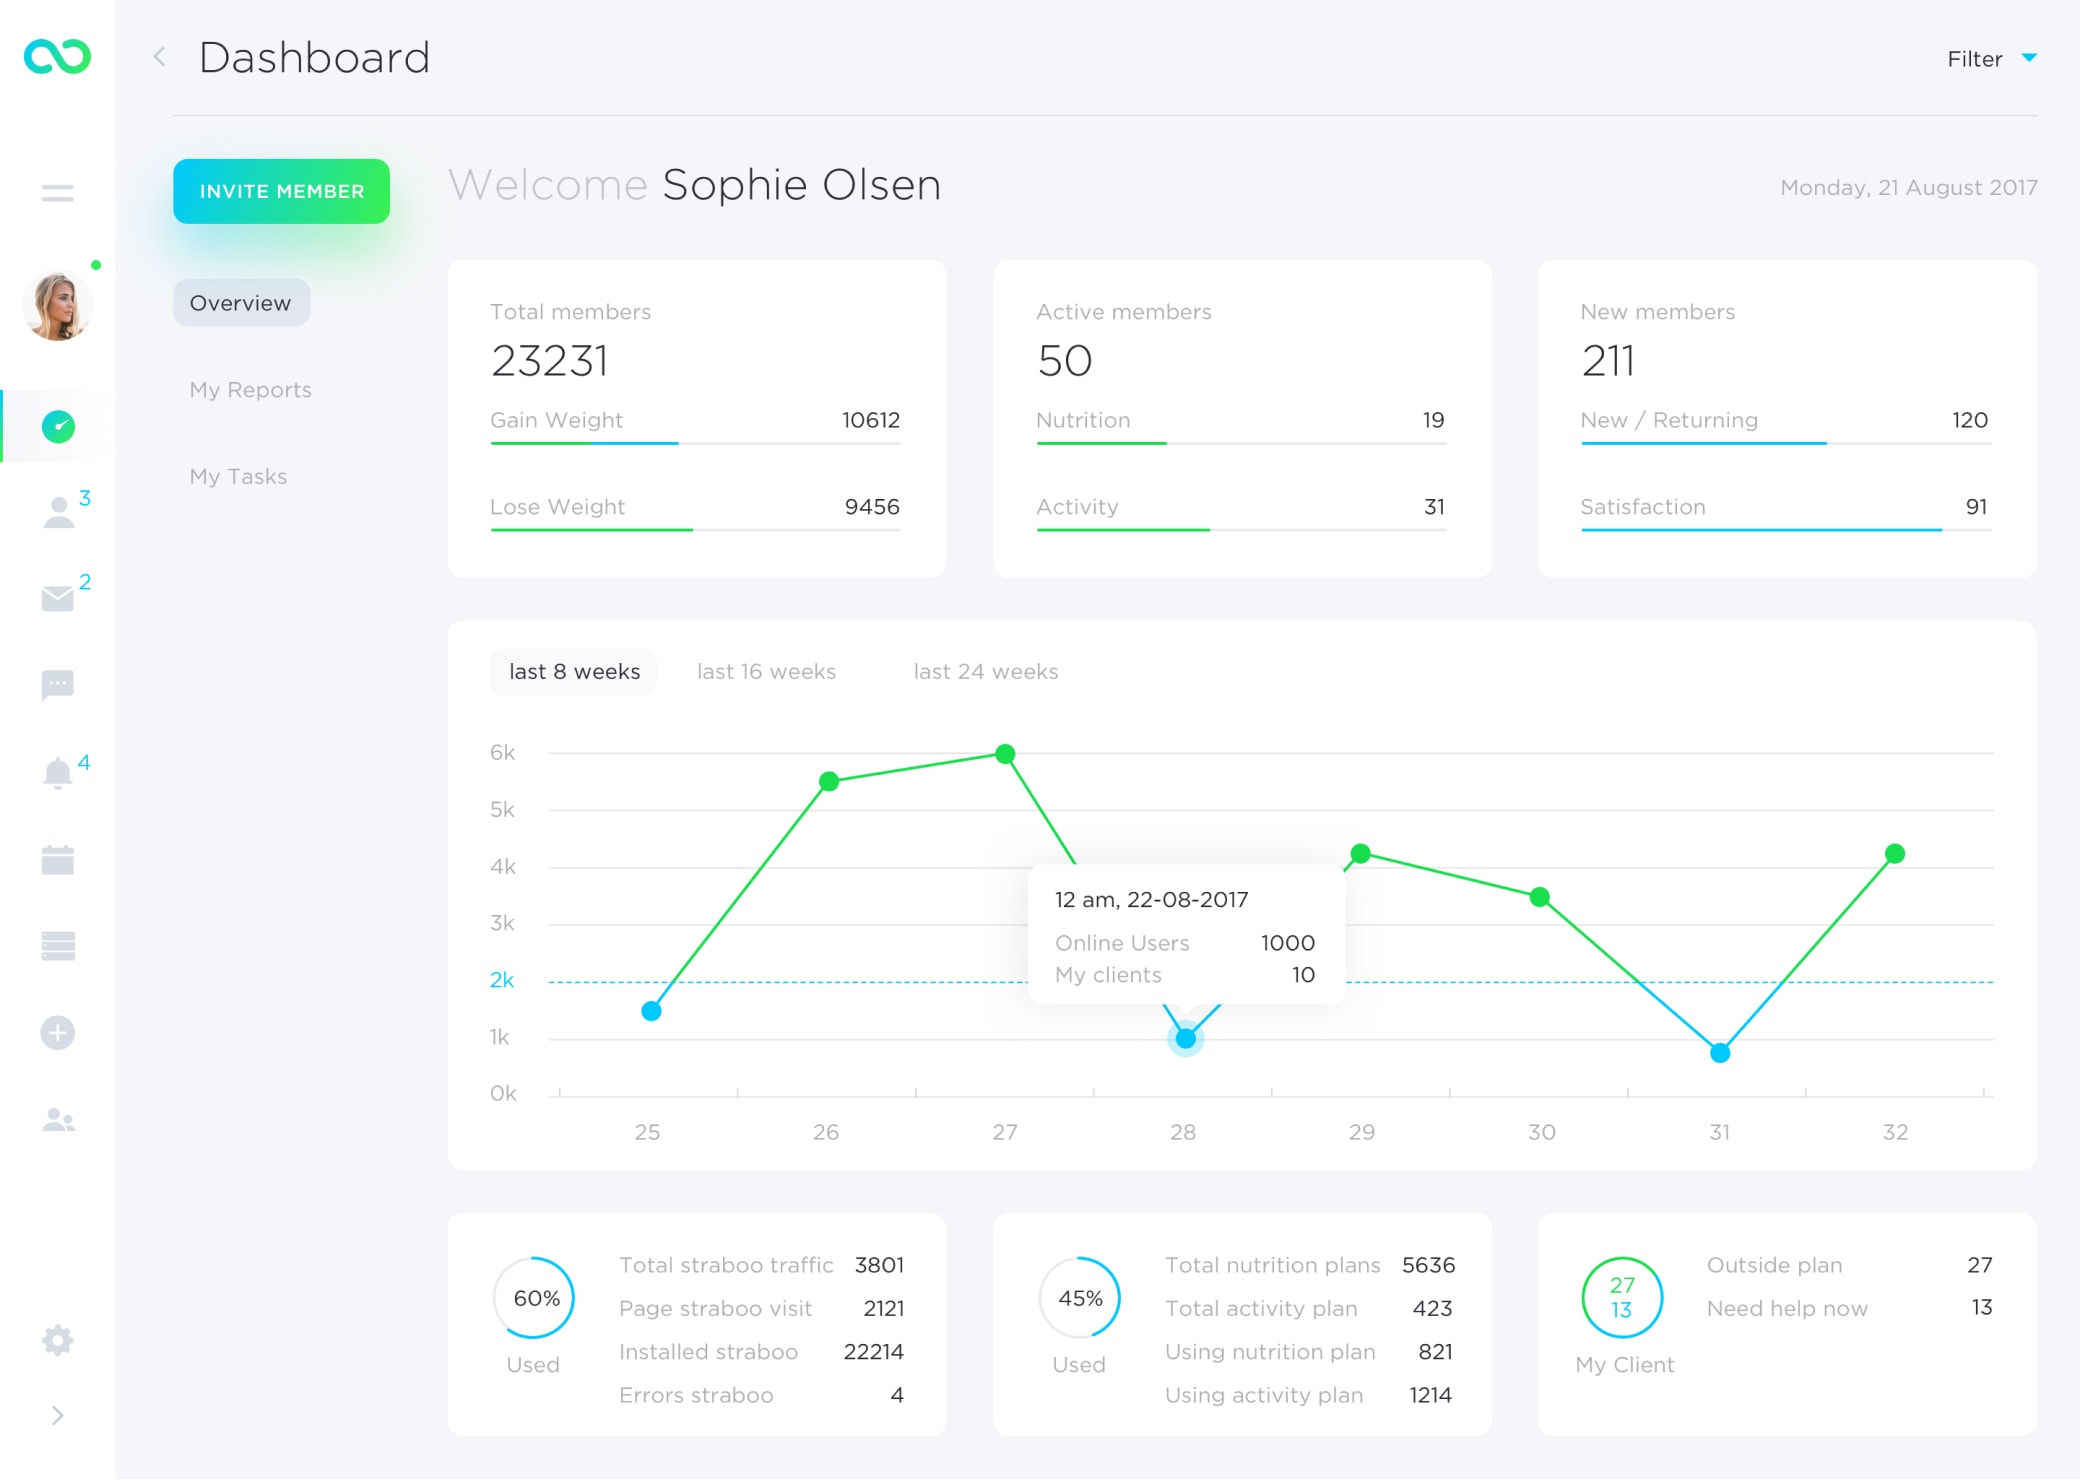 Dashboard
Filter
INVITE MEMBER
Welcome Sophie Olsen
Monday, 21 August 2017
Overview
My Reports
My Tasks
3
2
4
Total members
23231
Gain Weight 10612
Lose Weight 9456
Active members
50
Nutrition 19
Activity 31
New members
211
New / Returning 120
Satisfaction 91
last 8 weeks last 16 weeks last 24 weeks
6k
5k
4k
3k
2k
1k
0k
12 am, 22-08-2017
Online Users 1000
My clients 10
25 26 27 28 29 30 31 32
60%
Used
Total straboo traffic 3801
Page straboo visit 2121
Installed straboo 22214
Errors straboo 4
45%
Used
Total nutrition plans 5636
Total activity plan 423
Using nutrition plan 821
Using activity plan 1214
27
13
My Client
Outside plan 27
Need help now 13